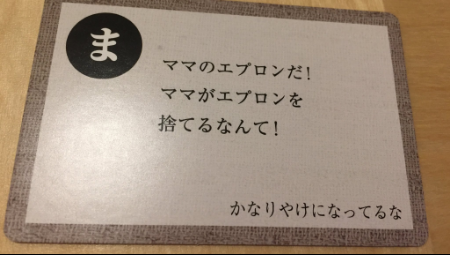 ま
ママのエプロンだ!
ママがエプロンを
捨てるなんて!
かなりやけになってるな